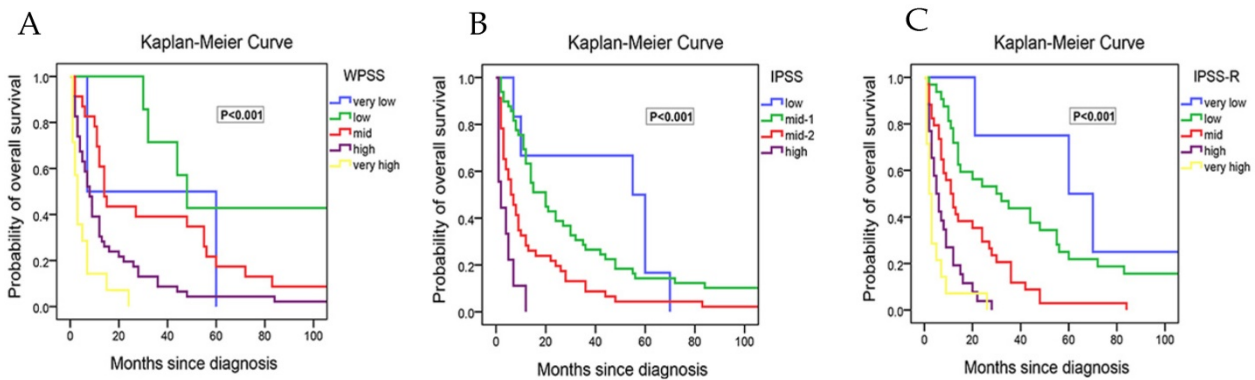 A
Kaplan-Meier Curve
WPSS
very low
low
mid
high
very high
P<0.001
Probability of overall survival
1.0
0.8
0.6
0.4
0.2
0.0
0 20 40 60 80 100
Months since diagnosis
B
Kaplan-Meier Curve
IPSS
low
mid-1
mid-2
high
P<0.001
Probability of overall survival
1.0
0.8
0.6
0.4
0.2
0.0
0 20 40 60 80 100
Months since diagnosis
C
Kaplan-Meier Curve
IPSS-R
very low
low
mid
high
very high
P<0.001
Probability of overall survival
1.0
0.8
0.6
0.4
0.2
0.0
0 20 40 60 80 100
Months since diagnosis